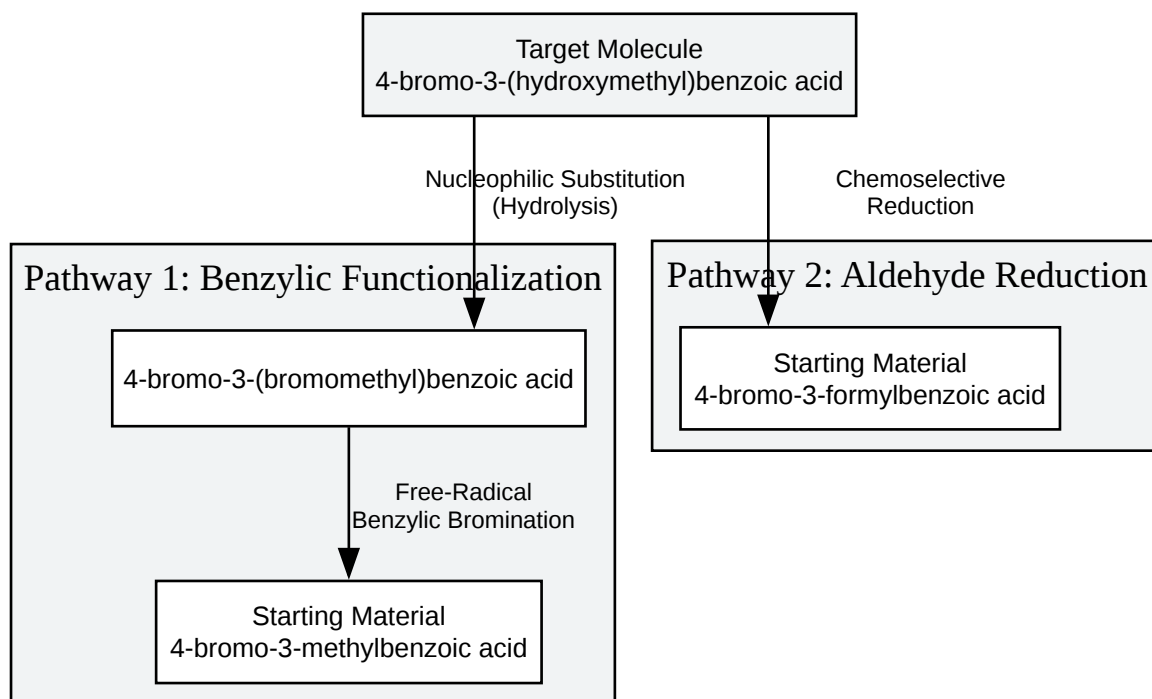 Target Molecule
4-bromo-3-(hydroxymethyl)benzoic acid
Nucleophilic Substitution
(Hydrolysis)
Chemoselective
Reduction
Pathway 1: Benzylic Functionalization
4-bromo-3-(bromomethyl)benzoic acid
Free-Radical
Benzylic Bromination
Starting Material
4-bromo-3-methylbenzoic acid
Pathway 2: Aldehyde Reduction
Starting Material
4-bromo-3-formylbenzoic acid